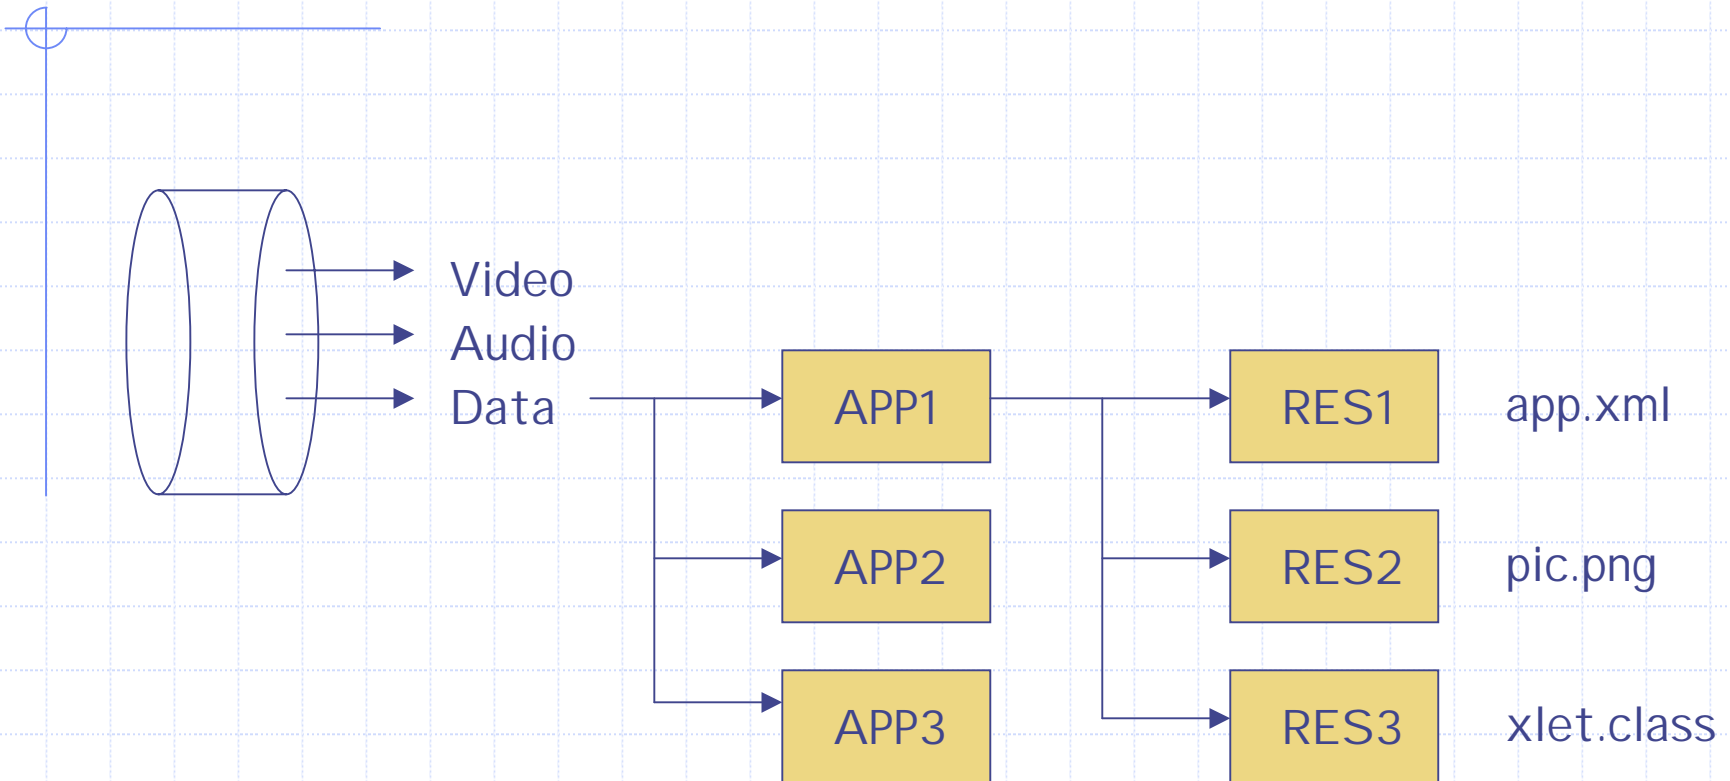 Video
Audio
Data
APP1
RES1
app.xml
APP2
RES2
pic.png
APP3
RES3
xlet.class